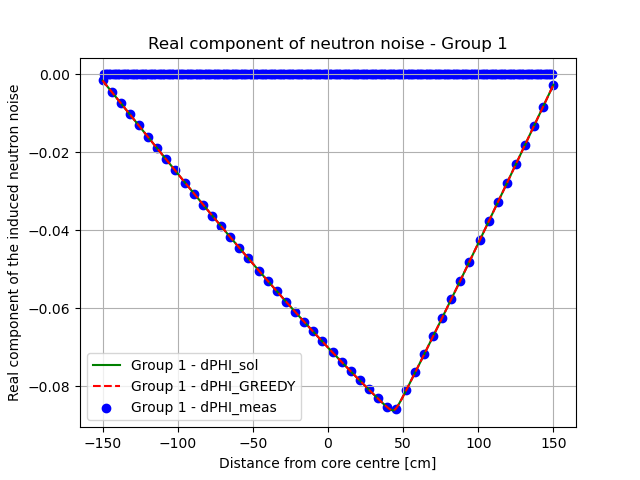 Real component of neutron noise - Group 1
Real component of the induced neutron noise
0.00
−0.02
−0.04
−0.06
−0.08
Group 1 - dPHI_sol
Group 1 - dPHI_GREEDY
Group 1 - dPHI_meas
−150
−100
−50
0
50
100
150
Distance from core centre [cm]